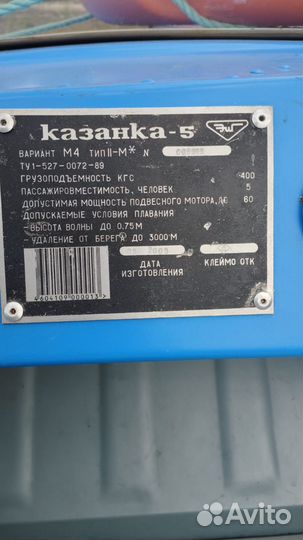 казанка-5
ВАРИАНТ М4 ТИП II-М* N
ТУ1-527-0072-89
ГРУЗОПОДЪЕМНОСТЬ КГС 400
ПАССАЖИРОВМЕСТИМОСТЬ, ЧЕЛОВЕК 5
ДОПУСТИМАЯ МОЩНОСТЬ ПОДВЕСНОГО МОТОРА, ЛС 60
ДОПУСКАЕМЫЕ УСЛОВИЯ ПЛАВАНИЯ
-ВЫСОТА ВОЛНЫ ДО 0.75М
-УДАЛЕНИЕ ОТ БЕРЕГА ДО 3000М
ДАТА ИЗГОТОВЛЕНИЯ
КЛЕЙМО ОТК
4604109000013>
Avito